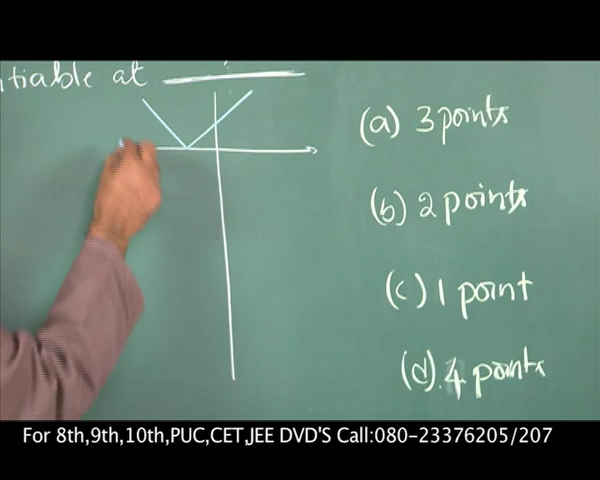 ntiable at
(a) 3 points
(b) 2 points
(c) 1 point
(d) 4 points
For 8th,9th,10th,PUC,CET,JEE DVD'S Call:080-23376205/207